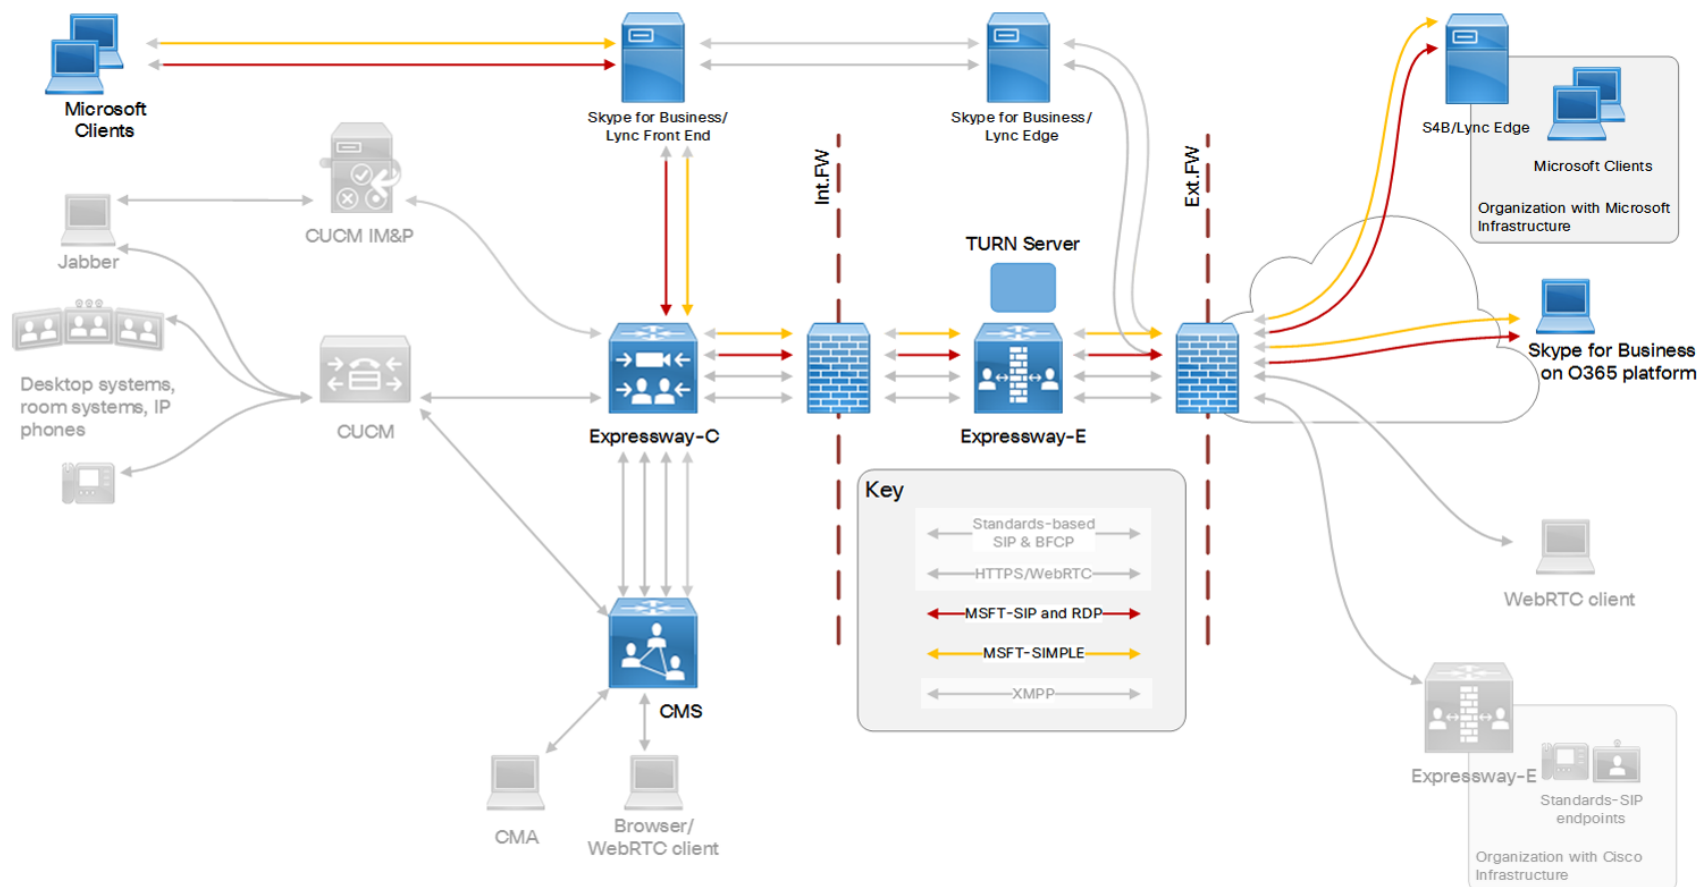 Microsoft
Clients
Skype for Business/
Lync Front End
Skype for Business/
Lync Edge
S4B/Lync Edge
Microsoft Clients
Organization with Microsoft
Infrastructure
Int.FW
Ext.FW
CUCM IM&P
Jabber
TURN Server
Desktop systems,
room systems, IP
phones
CUCM
Expressway-C
Expressway-E
Skype for Business
on O365 platform
Key
Standards-based
SIP & BFCP
HTTPS/WebRTC
MSFT-SIP and RDP
MSFT-SIMPLE
XMPP
WebRTC client
CMS
CMA
Browser/
WebRTC client
Expressway-E
Standards-SIP
endpoints
Organization with Cisco
Infrastructure